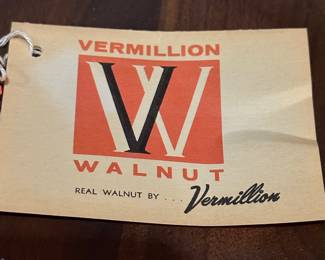 VERMILLION
VW
WALNUT
REAL WALNUT BY . . . Vermillion